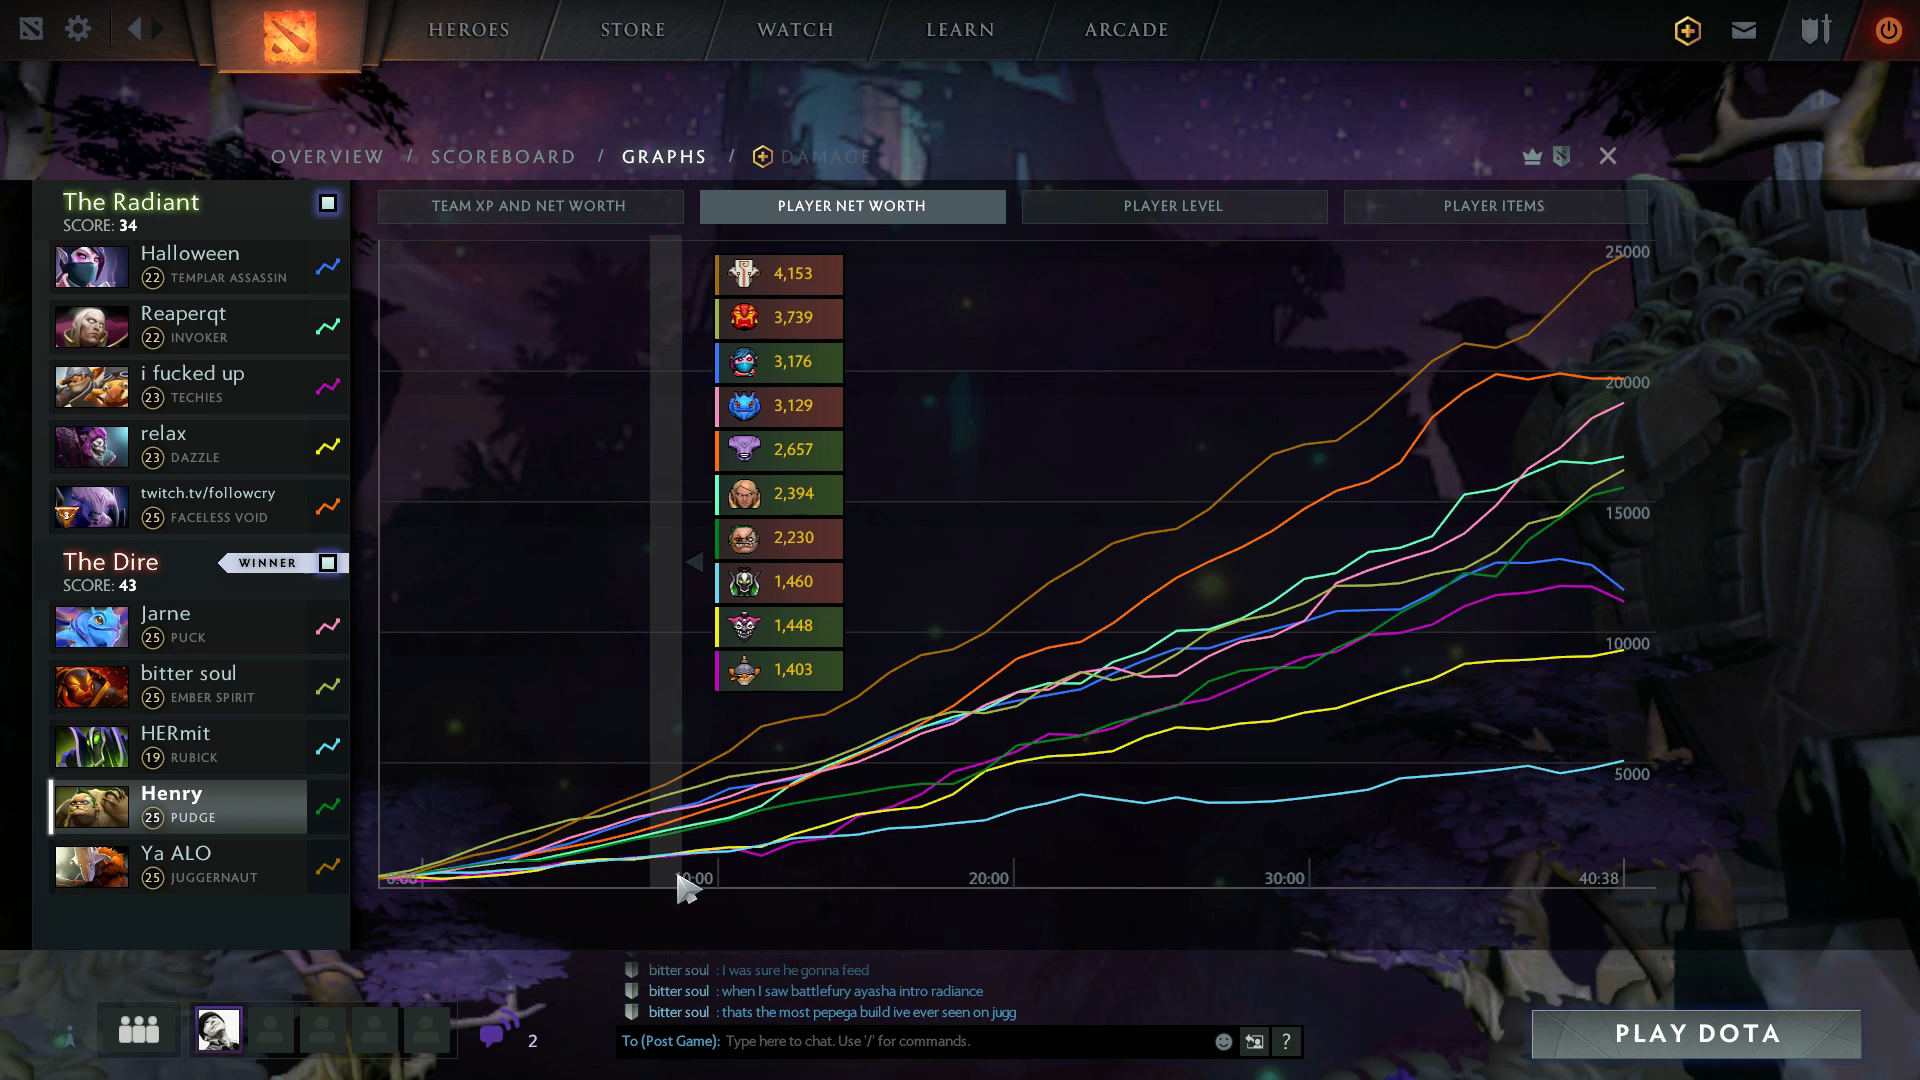 HEROES
STORE
WATCH
LEARN
ARCADE
OVERVIEW / SCOREBOARD / GRAPHS / DAMAGE
The Radiant
SCORE: 34
Halloween
22 TEMPLAR ASSASSIN
Reaperqt
22 INVOKER
i fucked up
23 TECHIES
relax
23 DAZZLE
twitch.tv/followcry
3
25 FACELESS VOID
The Dire
WINNER
SCORE: 43
Jarne
25 PUCK
bitter soul
25 EMBER SPIRIT
HERmit
19 RUBICK
Henry
25 PUDGE
Ya ALO
25 JUGGERNAUT
TEAM XP AND NET WORTH
PLAYER NET WORTH
PLAYER LEVEL
PLAYER ITEMS
4,153
3,739
3,176
3,129
2,657
2,394
2,230
1,460
1,448
1,403
25000
20000
15000
10000
5000
0:00
10:00
20:00
30:00
40:38
bitter soul : I was sure he gonna feed
bitter soul : when I saw battlefury ayasha intro radiance
bitter soul : thats the most pepega build ive ever seen on jugg
To (Post Game): Type here to chat. Use '/' for commands.
?
2
PLAY DOTA